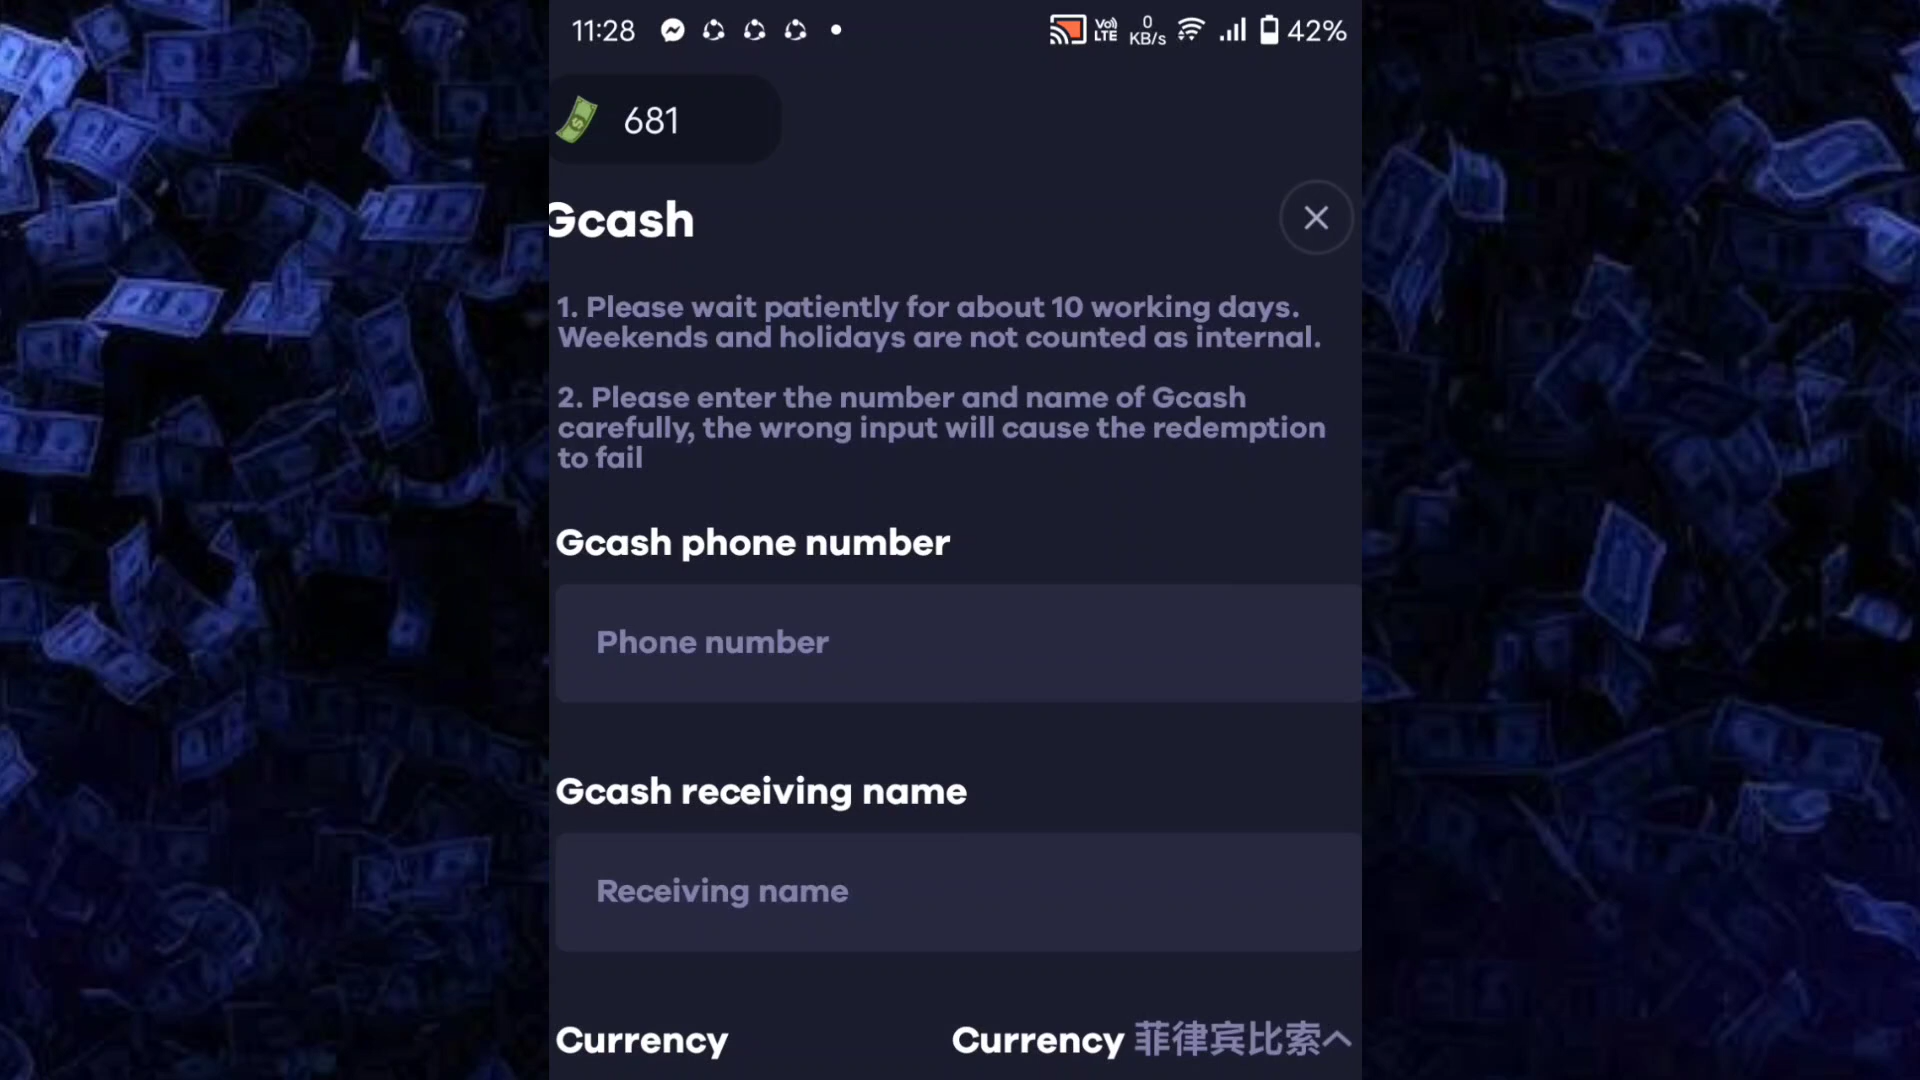 11:28
Vo) LTE
0 KB/s
42%
681
Gcash
1. Please wait patiently for about 10 working days.
Weekends and holidays are not counted as internal.
2. Please enter the number and name of Gcash
carefully, the wrong input will cause the redemption
to fail
Gcash phone number
Phone number
Gcash receiving name
Receiving name
Currency
Currency 菲律宾比索